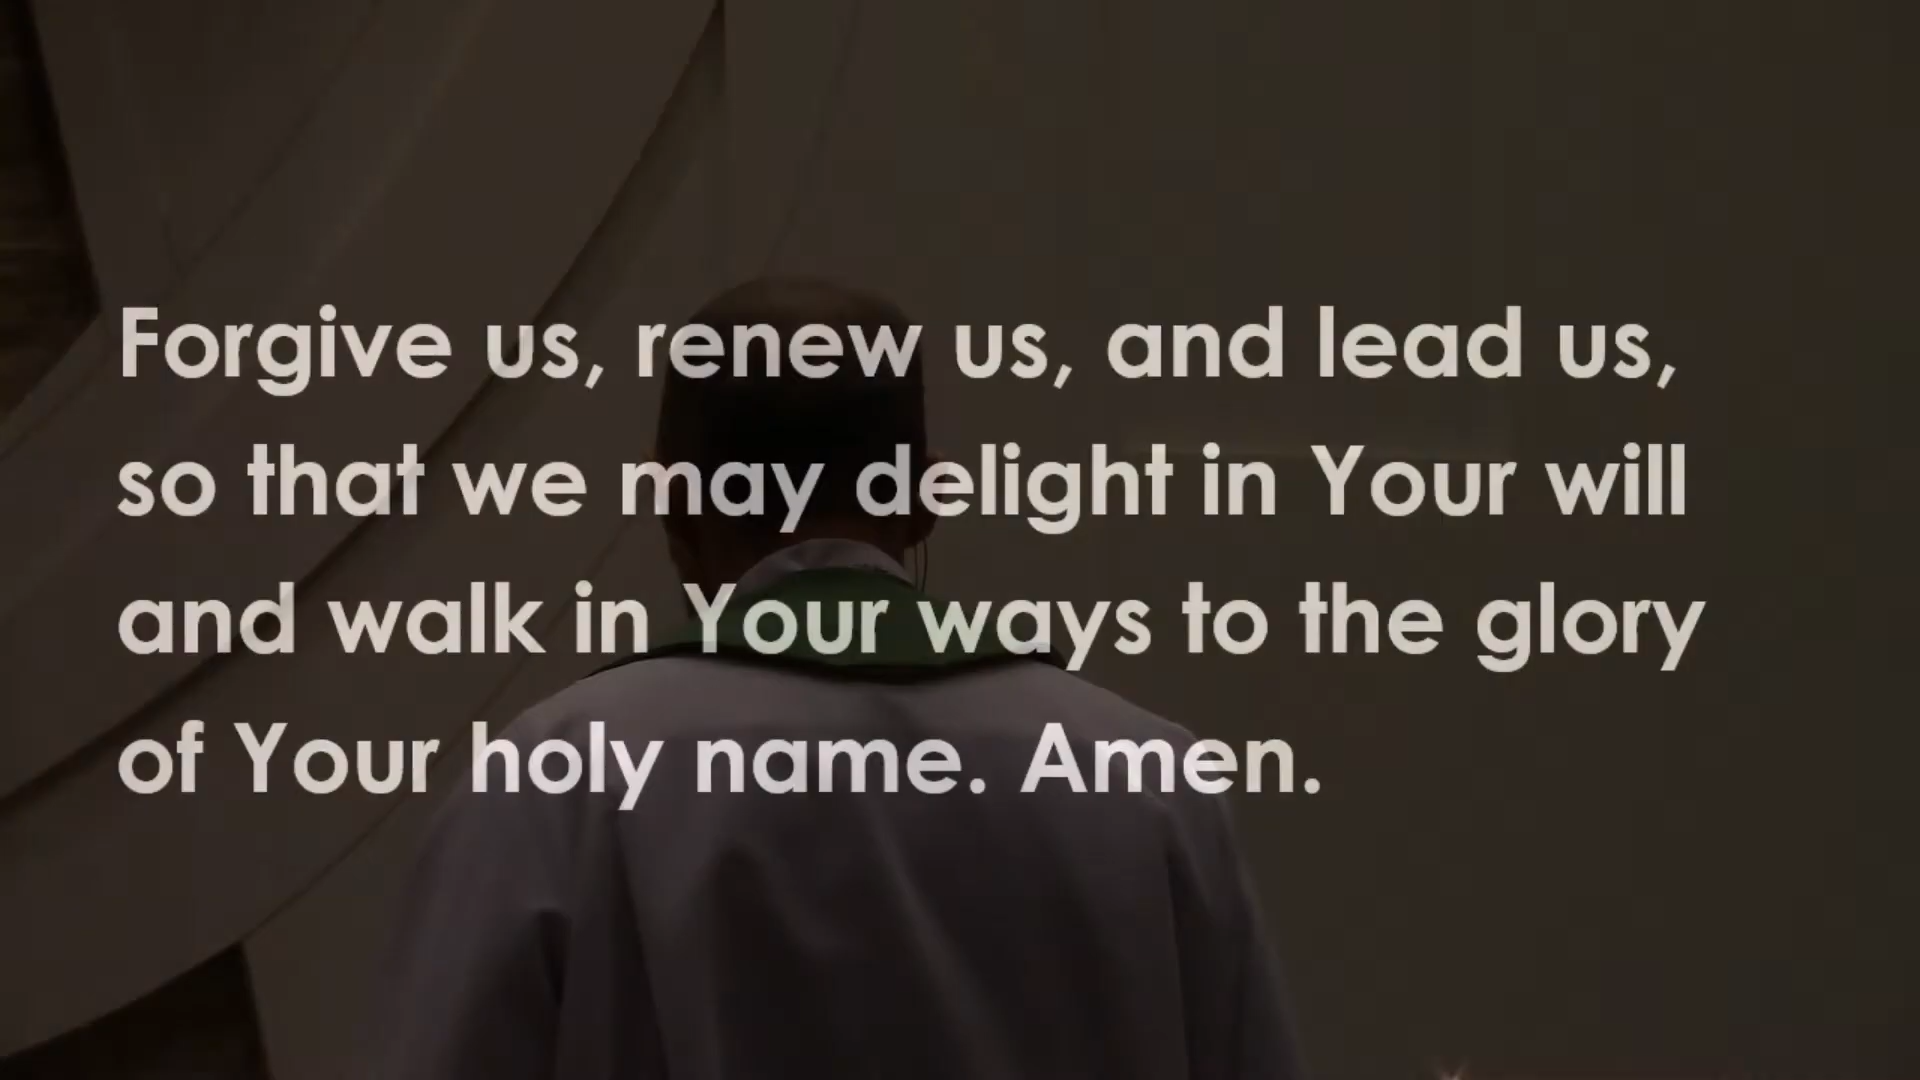 Forgive us, renew us, and lead us,
so that we may delight in Your will
and walk in Your ways to the glory
of Your holy name. Amen.